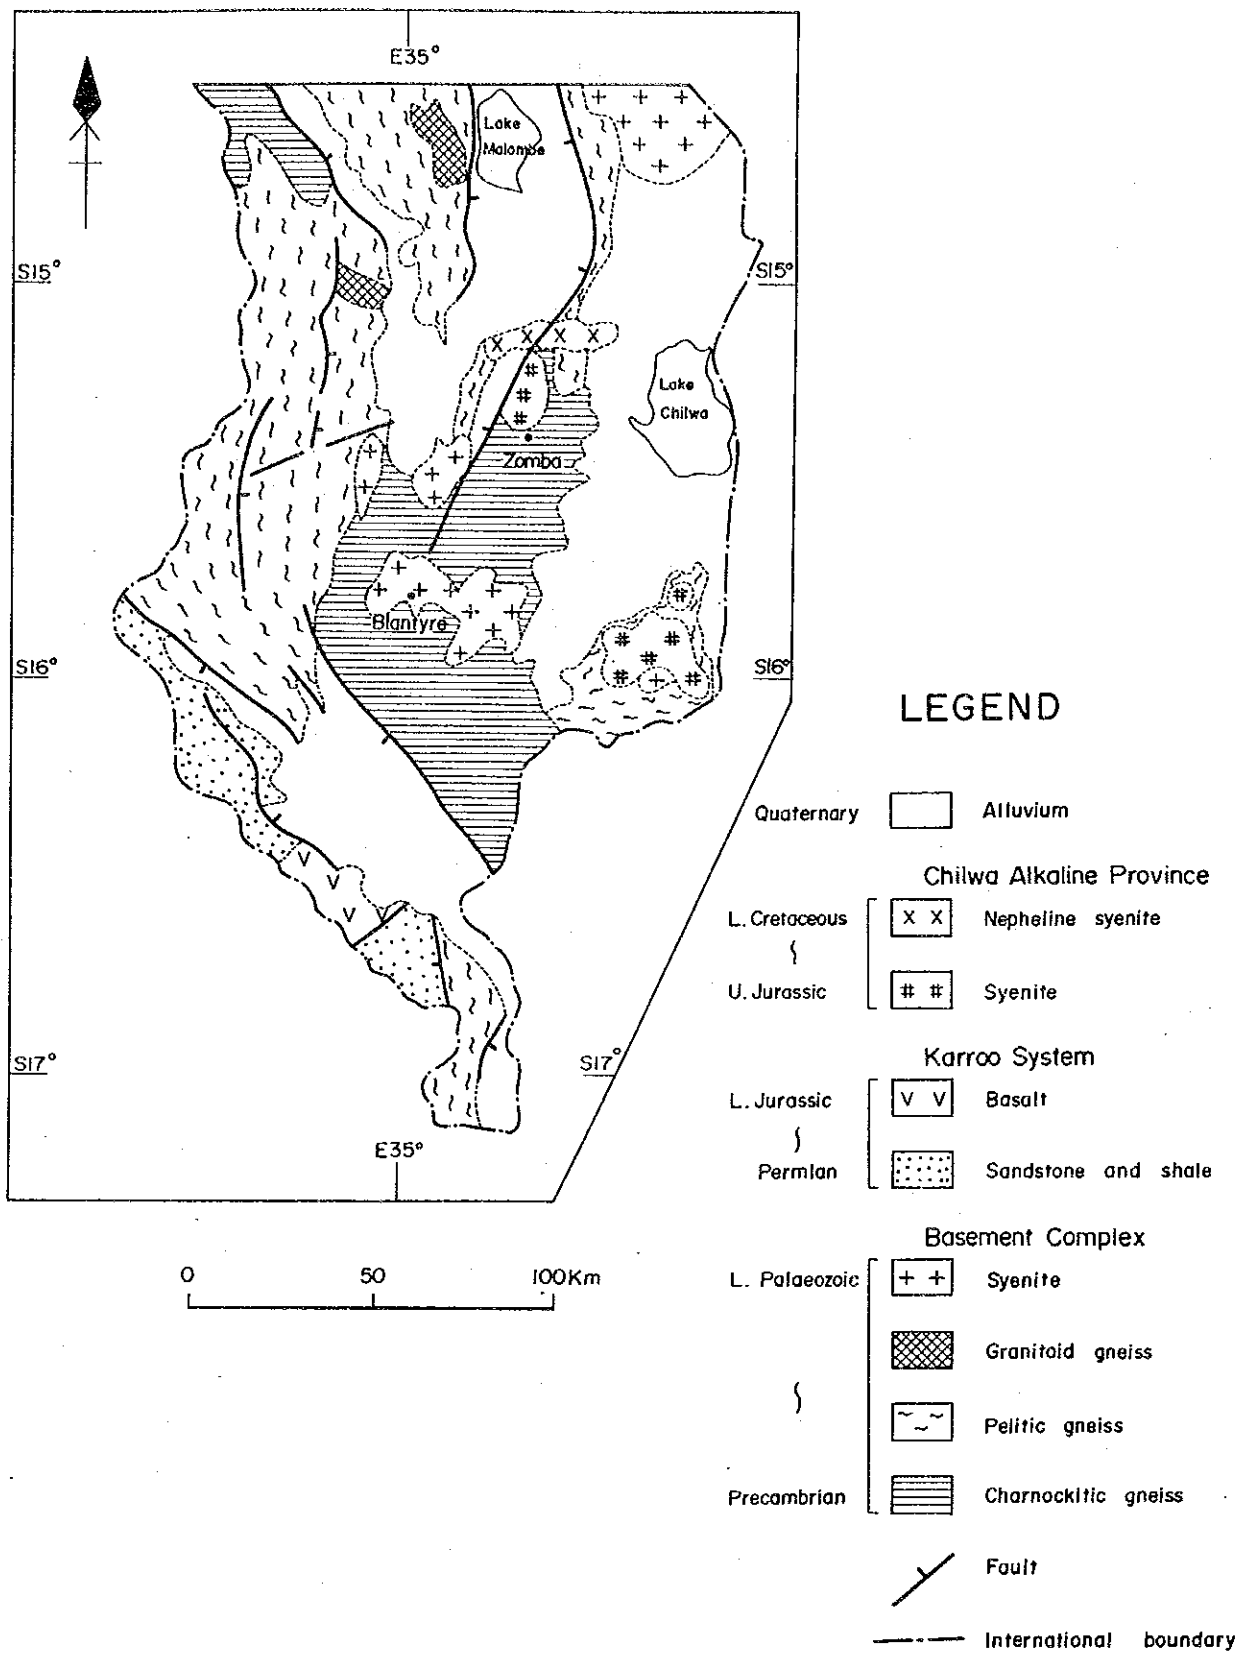 E35°
Lake
Malombe
S15° S15°
Lake
Chilwa
Zomba
Blantyre
S16° S16°
LEGEND
Quaternary Alluvium
Chilwa Alkaline Province
L. Cretaceous X X Nepheline syenite
U. Jurassic # # Syenite
Karroo System
S17° S17°
L. Jurassic V V Basalt
E35°
Permian Sandstone and shale
Basement Complex
0 50 100Km
L. Palaeozoic + + Syenite
Granitoid gneiss
Pelitic gneiss
Precambrian Charnockitic gneiss
Fault
International boundary